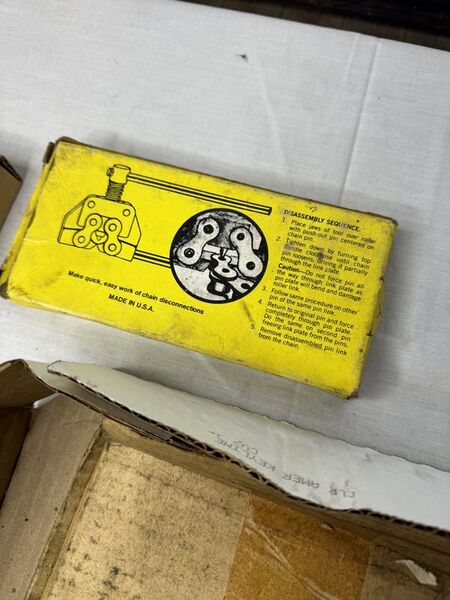 DISASSEMBLY SEQUENCE:
1. Place jaws of tool over roller
with push-out pin centered on
chain pin.
2. Tighten down by turning top
handle clockwise until chain
pin loosens, driving it partially
through the link plate.
Caution—Do not force pin all
the way through link plate as
pin plate will bend and damage
roller link.
3. Follow same procedure on other
pin of the same pin link.
4. Return to original pin and force
completely through pin plate.
Do the same on second pin
freeing link plate from the pins.
5. Remove disassembled pin link
from the chain.
Make quick, easy work of chain disconnections
MADE IN U.S.A.
CLR AMER KEYLIME
CO2